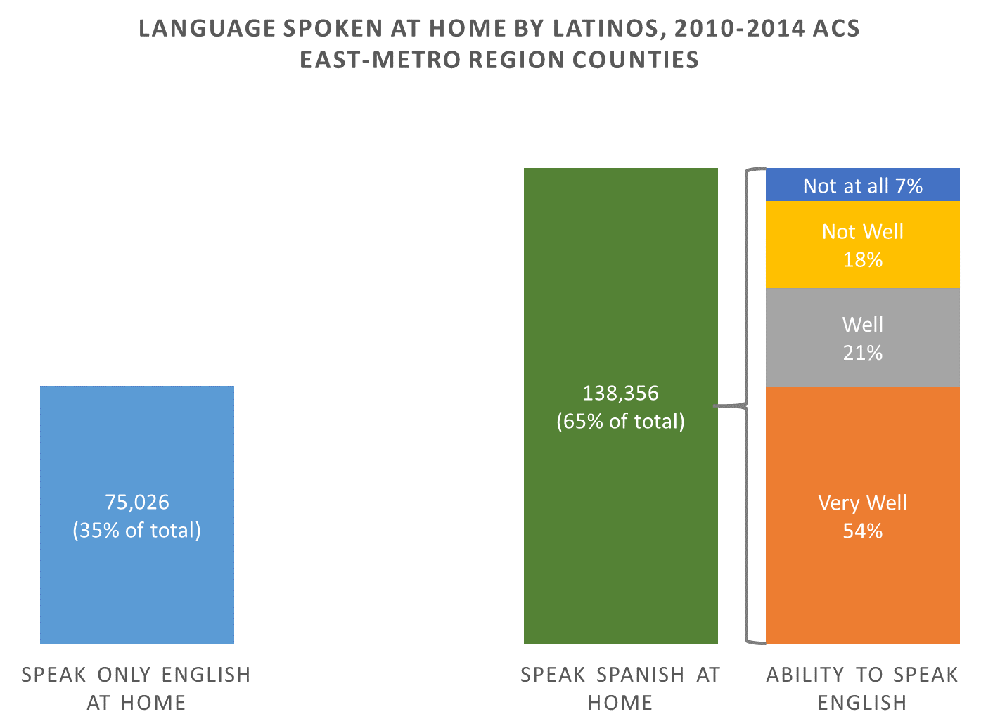 LANGUAGE SPOKEN AT HOME BY LATINOS, 2010-2014 ACS
EAST-METRO REGION COUNTIES
75,026
(35% of total)
138,356
(65% of total)
Not at all 7%
Not Well
18%
Well
21%
Very Well
54%
SPEAK ONLY ENGLISH
AT HOME
SPEAK SPANISH AT
HOME
ABILITY TO SPEAK
ENGLISH